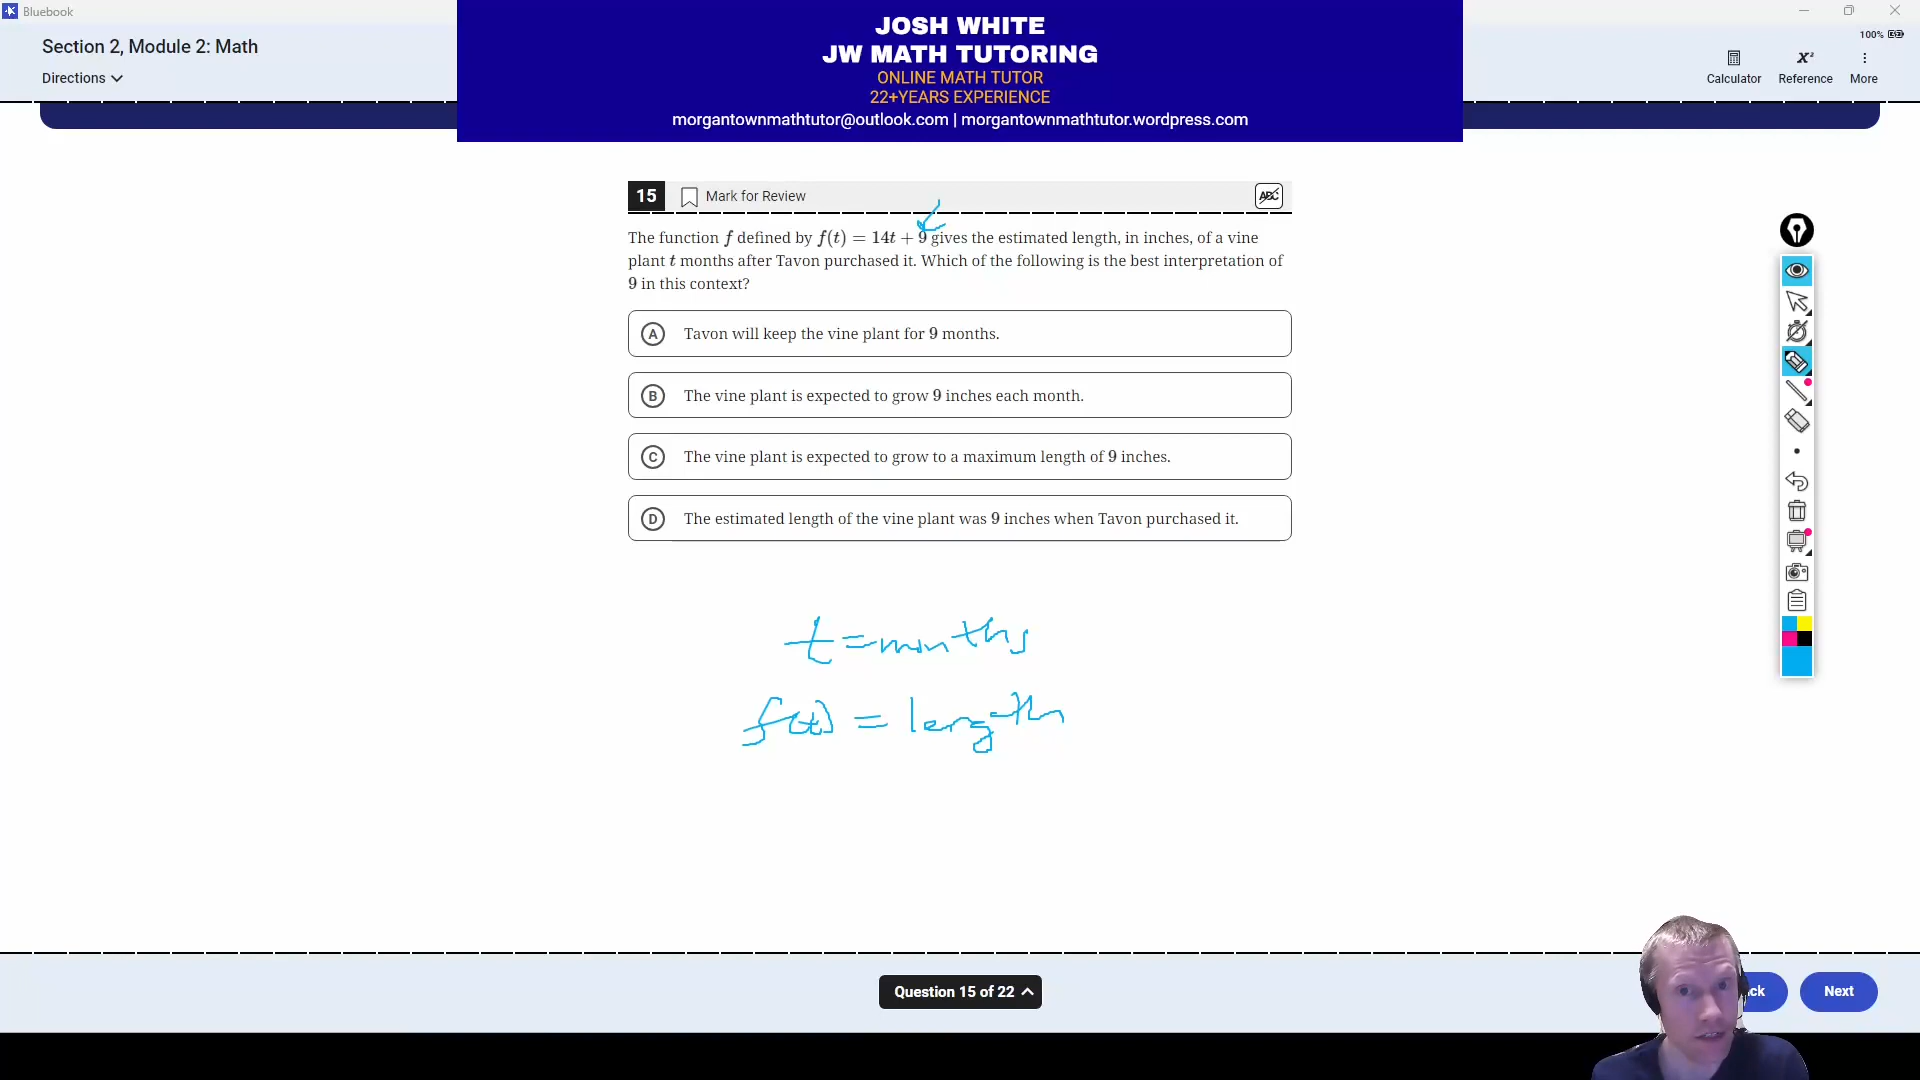 Bluebook
JOSH WHITE
JW MATH TUTORING
ONLINE MATH TUTOR
22+YEARS EXPERIENCE
morgantownmathtutor@outlook.com | morgantownmathtutor.wordpress.com
Section 2, Module 2: Math
Directions
100%
Calculator
Reference
More
15 Mark for Review ABC
The function f defined by f(t) = 14t + 9 gives the estimated length, in inches, of a vine
plant t months after Tavon purchased it. Which of the following is the best interpretation of
9 in this context?
A Tavon will keep the vine plant for 9 months.
B The vine plant is expected to grow 9 inches each month.
C The vine plant is expected to grow to a maximum length of 9 inches.
D The estimated length of the vine plant was 9 inches when Tavon purchased it.
t = months
f(t) = length
Question 15 of 22
ck
Next